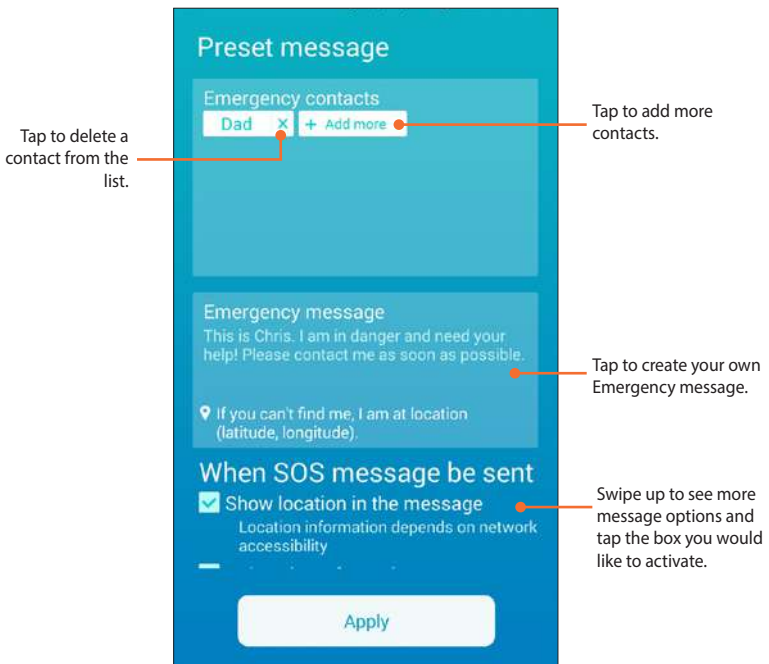 Preset message
Emergency contacts
Dad × + Add more
Tap to delete a
contact from the
list.
Tap to add more
contacts.
Emergency message
This is Chris. I am in danger and need your
help! Please contact me as soon as possible.
If you can't find me, I am at location
(latitude, longitude).
Tap to create your own
Emergency message.
When SOS message be sent
Show location in the message
Location information depends on network
accessibility
Swipe up to see more
message options and
tap the box you would
like to activate.
Apply